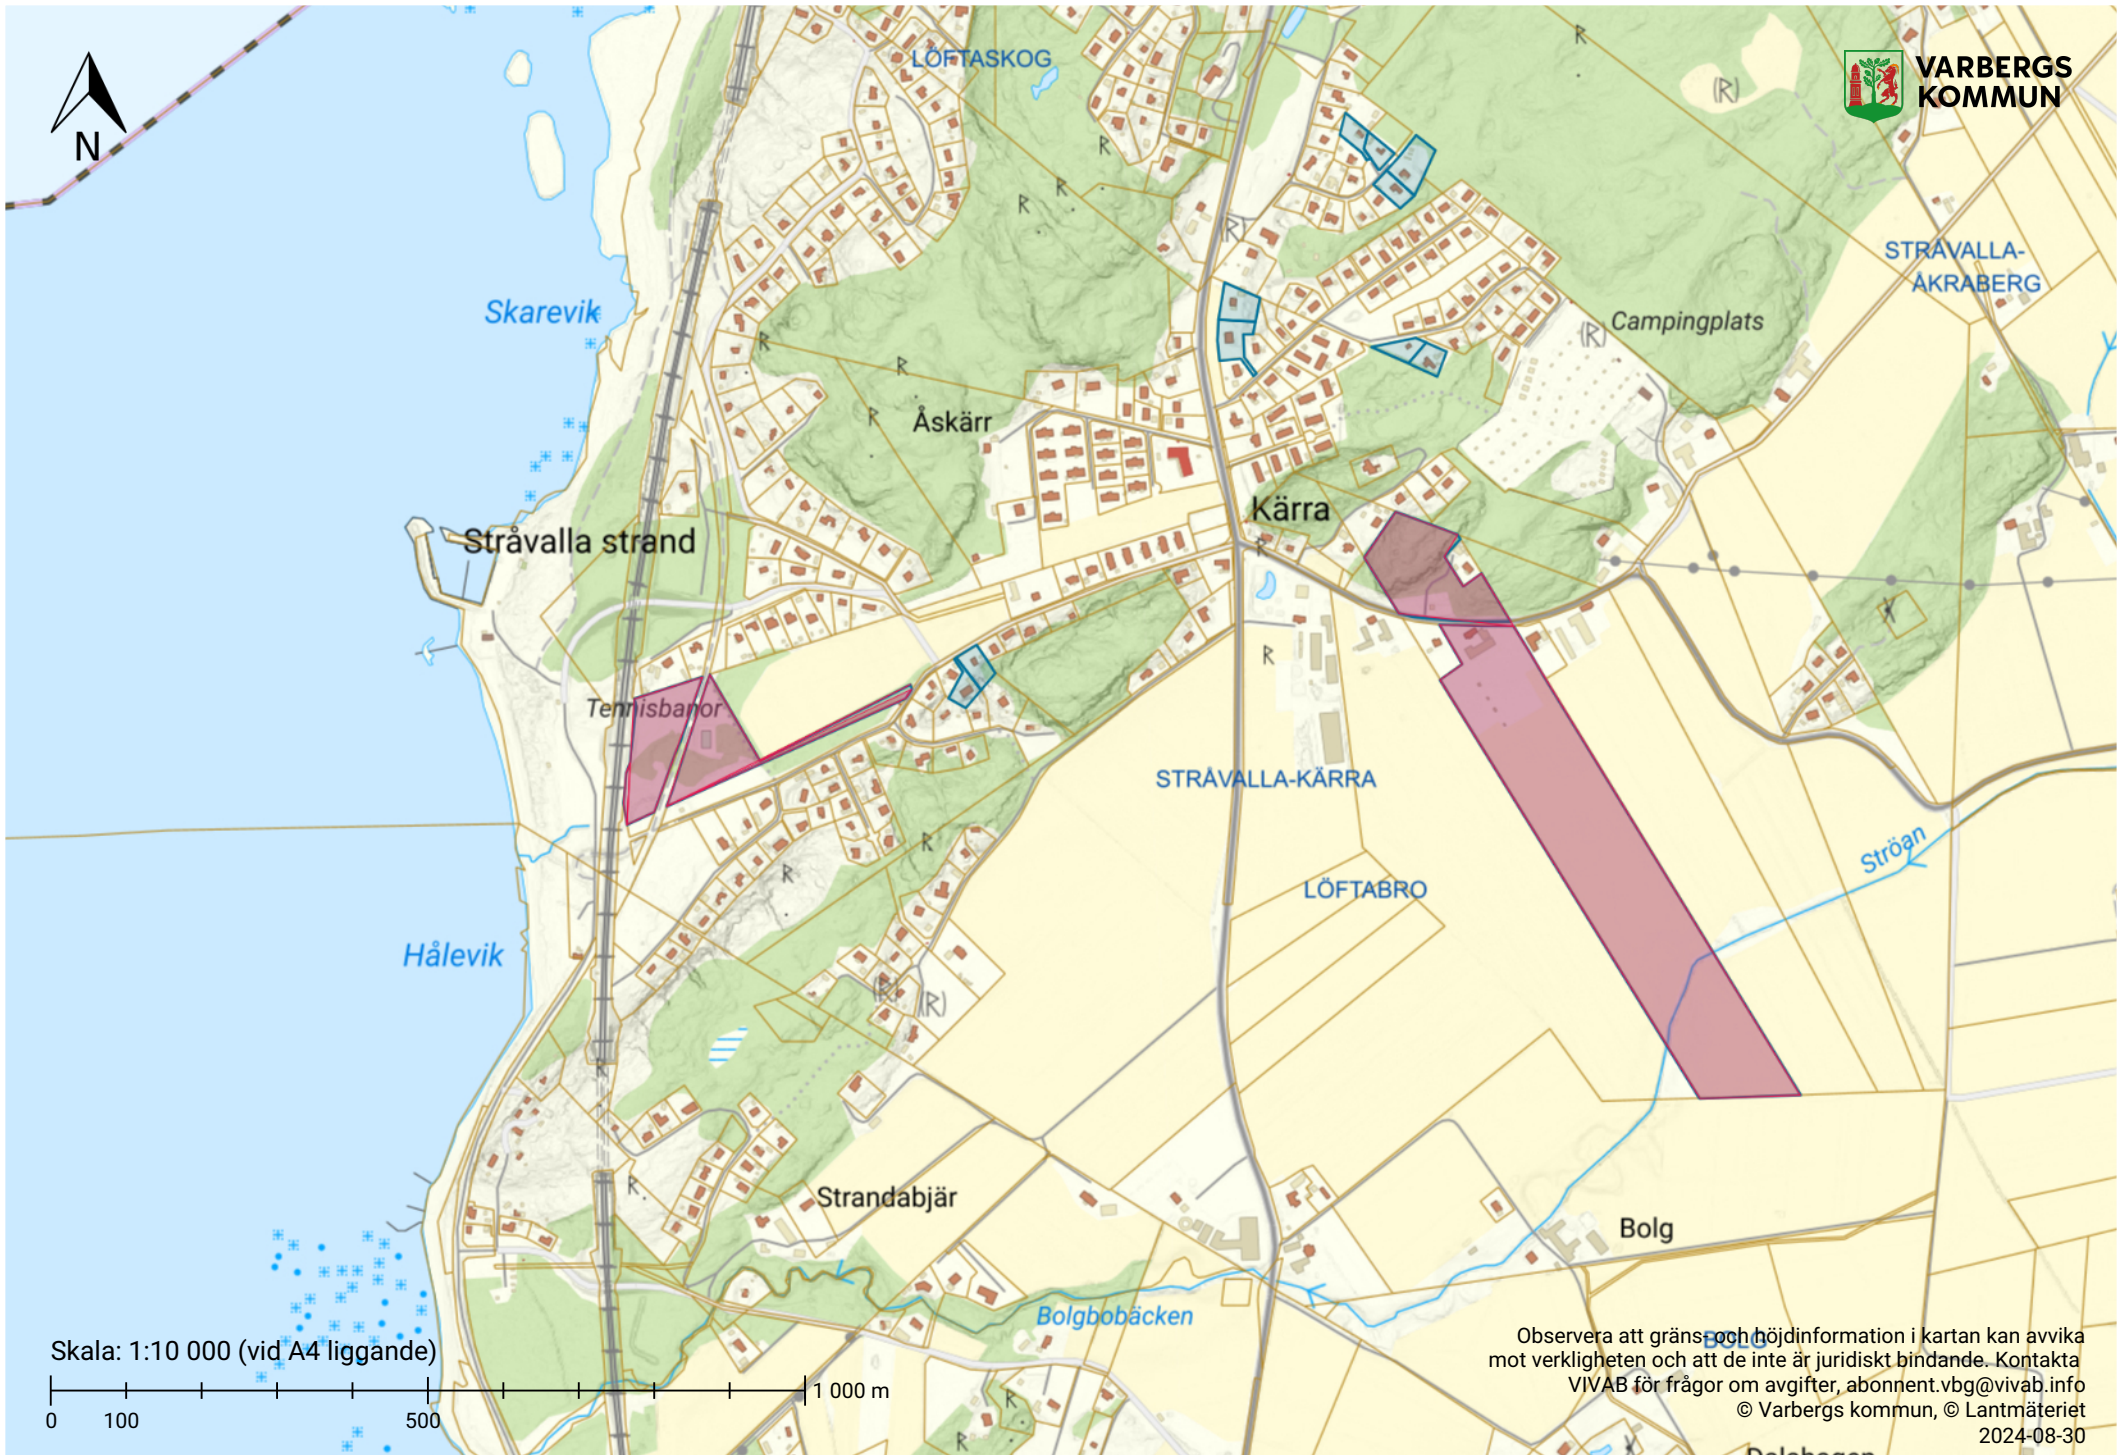 LÖFTASKOG
VARBERGS
KOMMUN
N
(R)
STRÅVALLA-
ÅKRABERG
Skarevik
Campingplats
(R)
Åskärr
Kärra
Stråvalla strand
Tennisbanor
STRÅVALLA-KÄRRA
LÖFTABRO
Ströan
Hålevik
(R)
(R)
Strandabjär
Bolg
Bolgbobäcken
BOLG
Skala: 1:10 000 (vid A4 liggande)
0 100 500 1 000 m
Observera att gräns- och höjdinformation i kartan kan avvika
mot verkligheten och att de inte är juridiskt bindande. Kontakta
VIVAB för frågor om avgifter, abonnent.vbg@vivab.info
© Varbergs kommun, © Lantmäteriet
2024-08-30